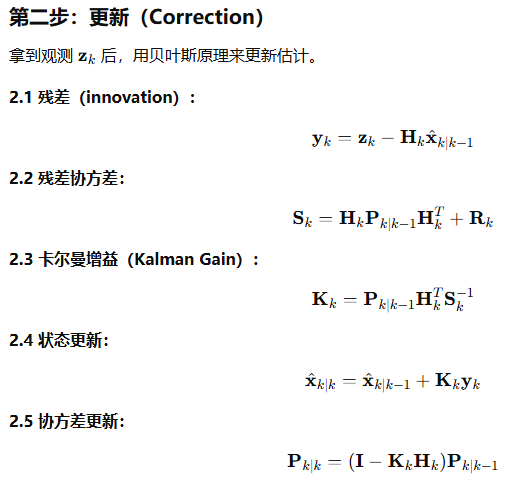 第二步：更新（Correction）
拿到观测 𝐳ₖ 后，用贝叶斯原理来更新估计。
2.1 残差（innovation）：
$\mathbf{y}_k = \mathbf{z}_k - \mathbf{H}_k \hat{\mathbf{x}}_{k|k-1}$
2.2 残差协方差：
$\mathbf{S}_k = \mathbf{H}_k \mathbf{P}_{k|k-1} \mathbf{H}_k^T + \mathbf{R}_k$
2.3 卡尔曼增益（Kalman Gain）：
$\mathbf{K}_k = \mathbf{P}_{k|k-1} \mathbf{H}_k^T \mathbf{S}_k^{-1}$
2.4 状态更新：
$\hat{\mathbf{x}}_{k|k} = \hat{\mathbf{x}}_{k|k-1} + \mathbf{K}_k \mathbf{y}_k$
2.5 协方差更新：
$\mathbf{P}_{k|k} = (\mathbf{I} - \mathbf{K}_k \mathbf{H}_k) \mathbf{P}_{k|k-1}$